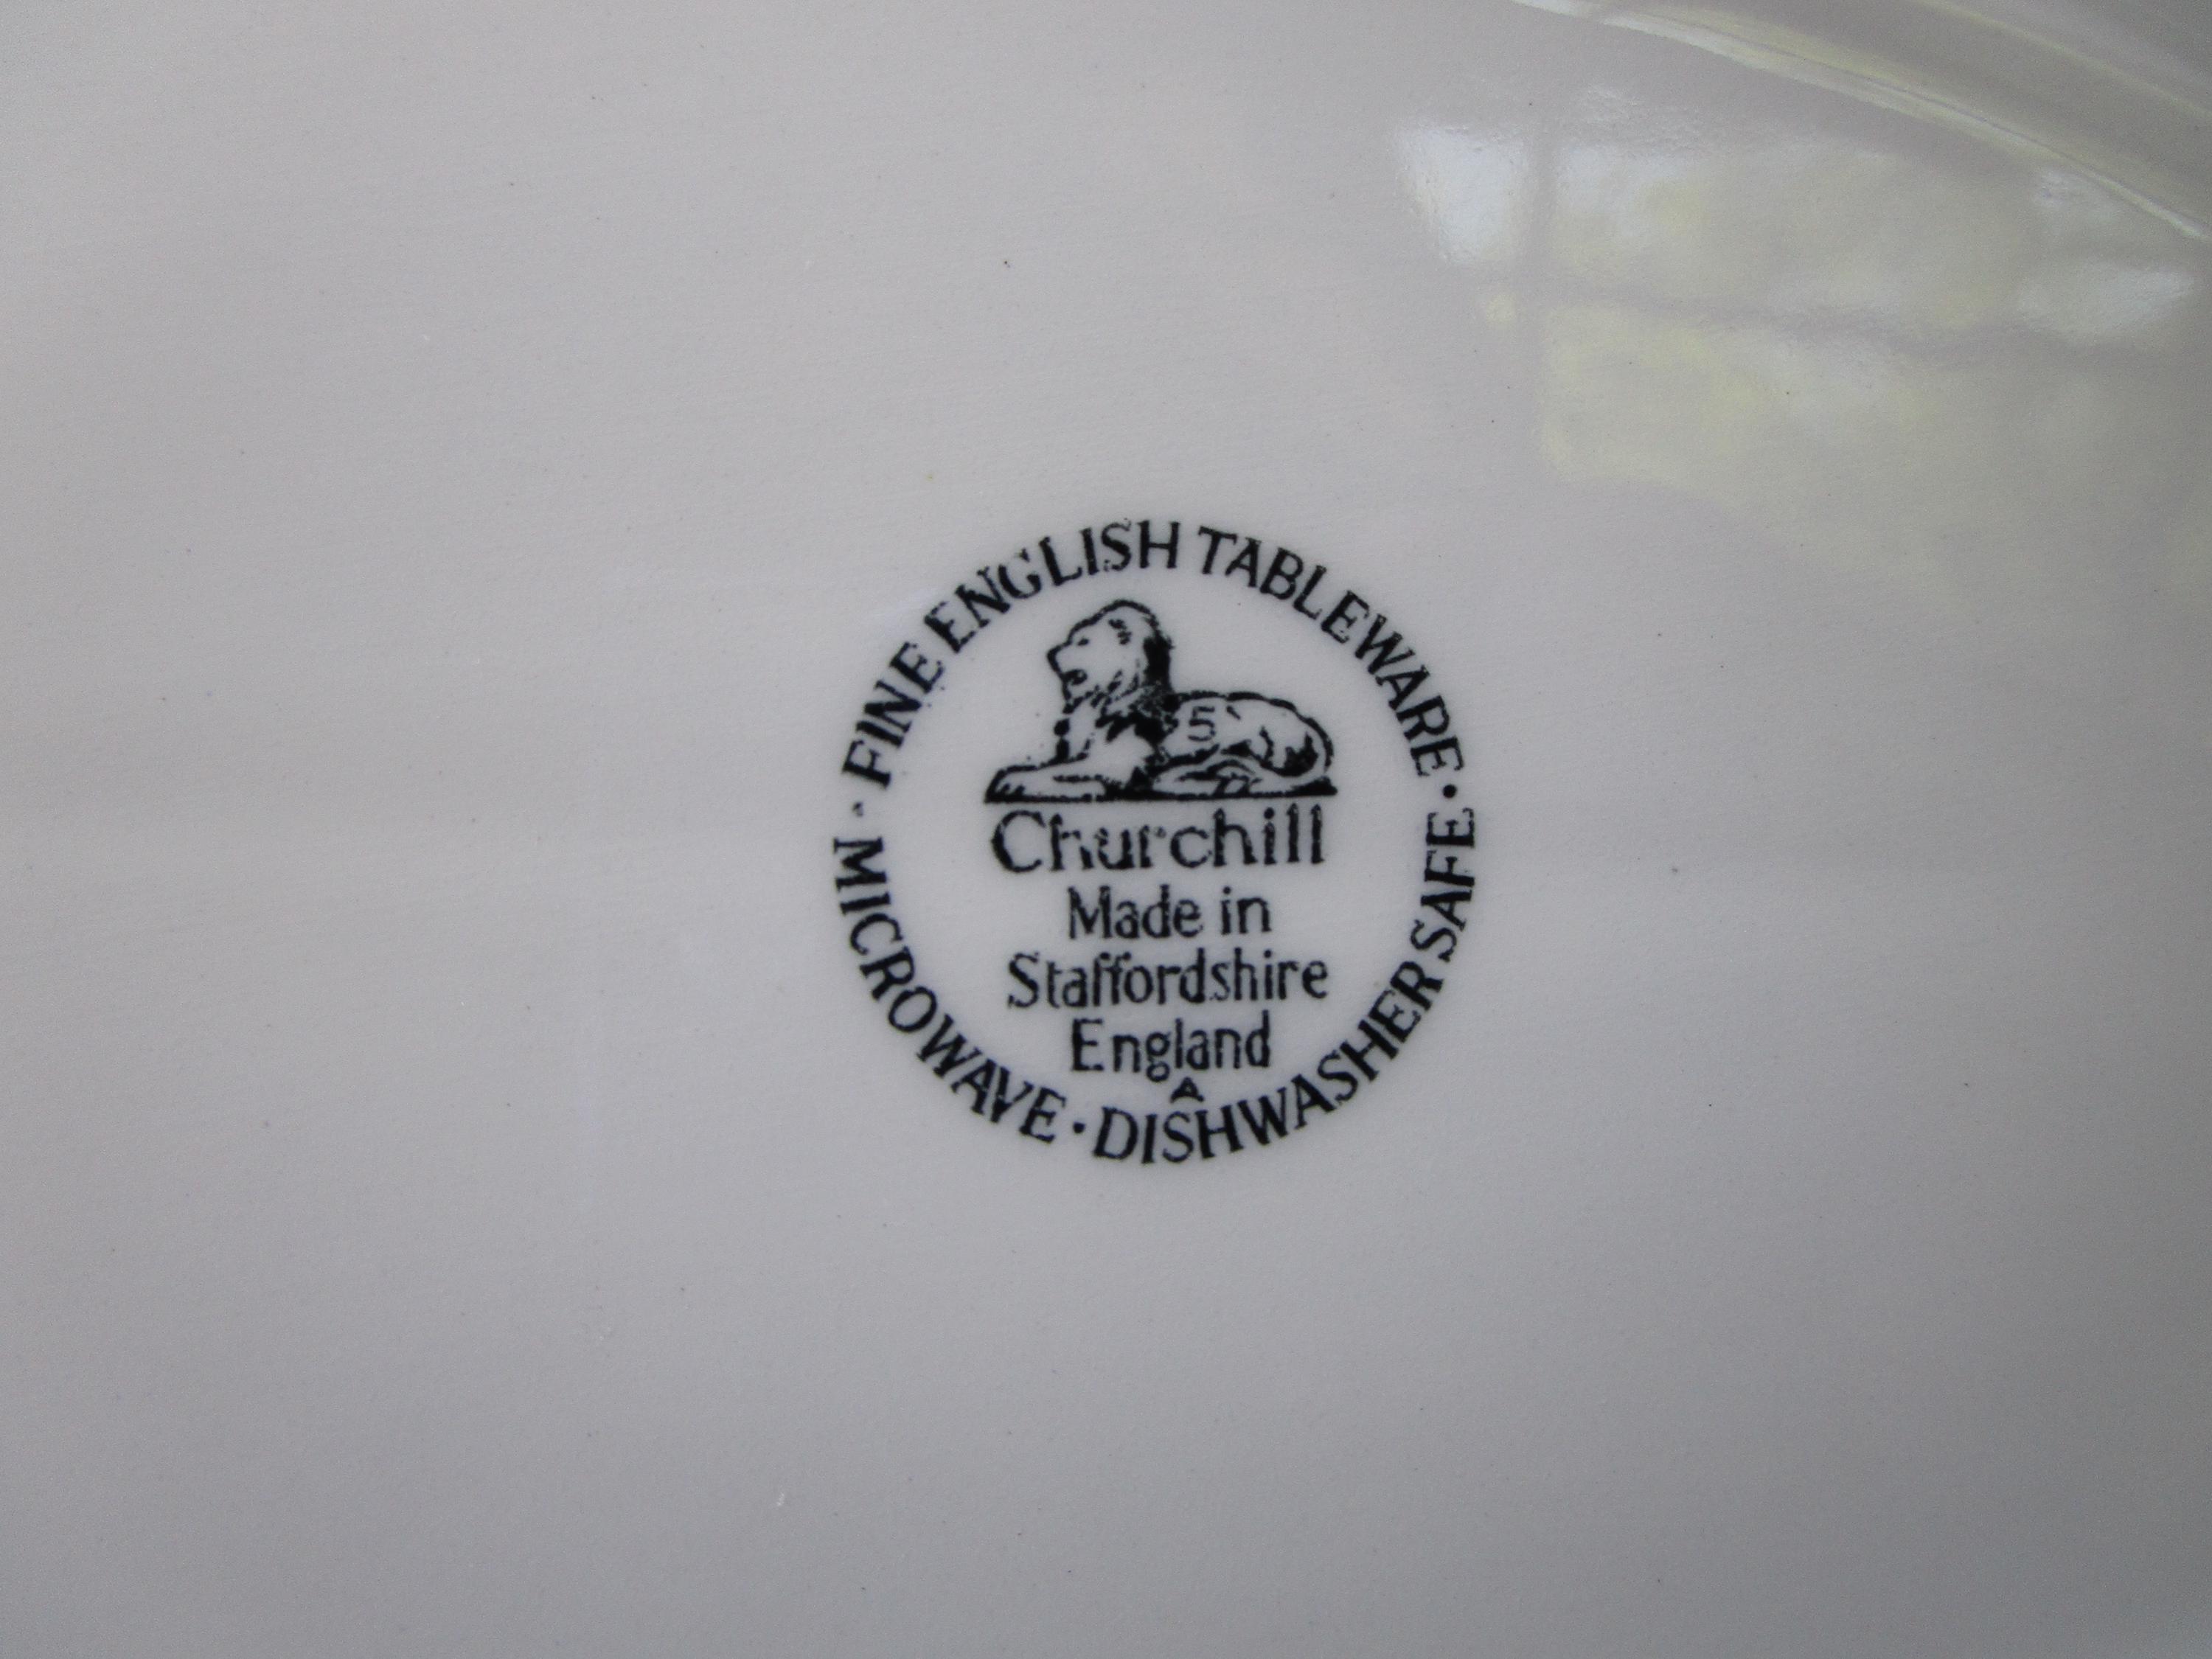 · FINE ENGLISH TABLEWARE ·
5
Churchill
Made in
Staffordshire
England
A
MICROWAVE · DISHWASHER SAFE